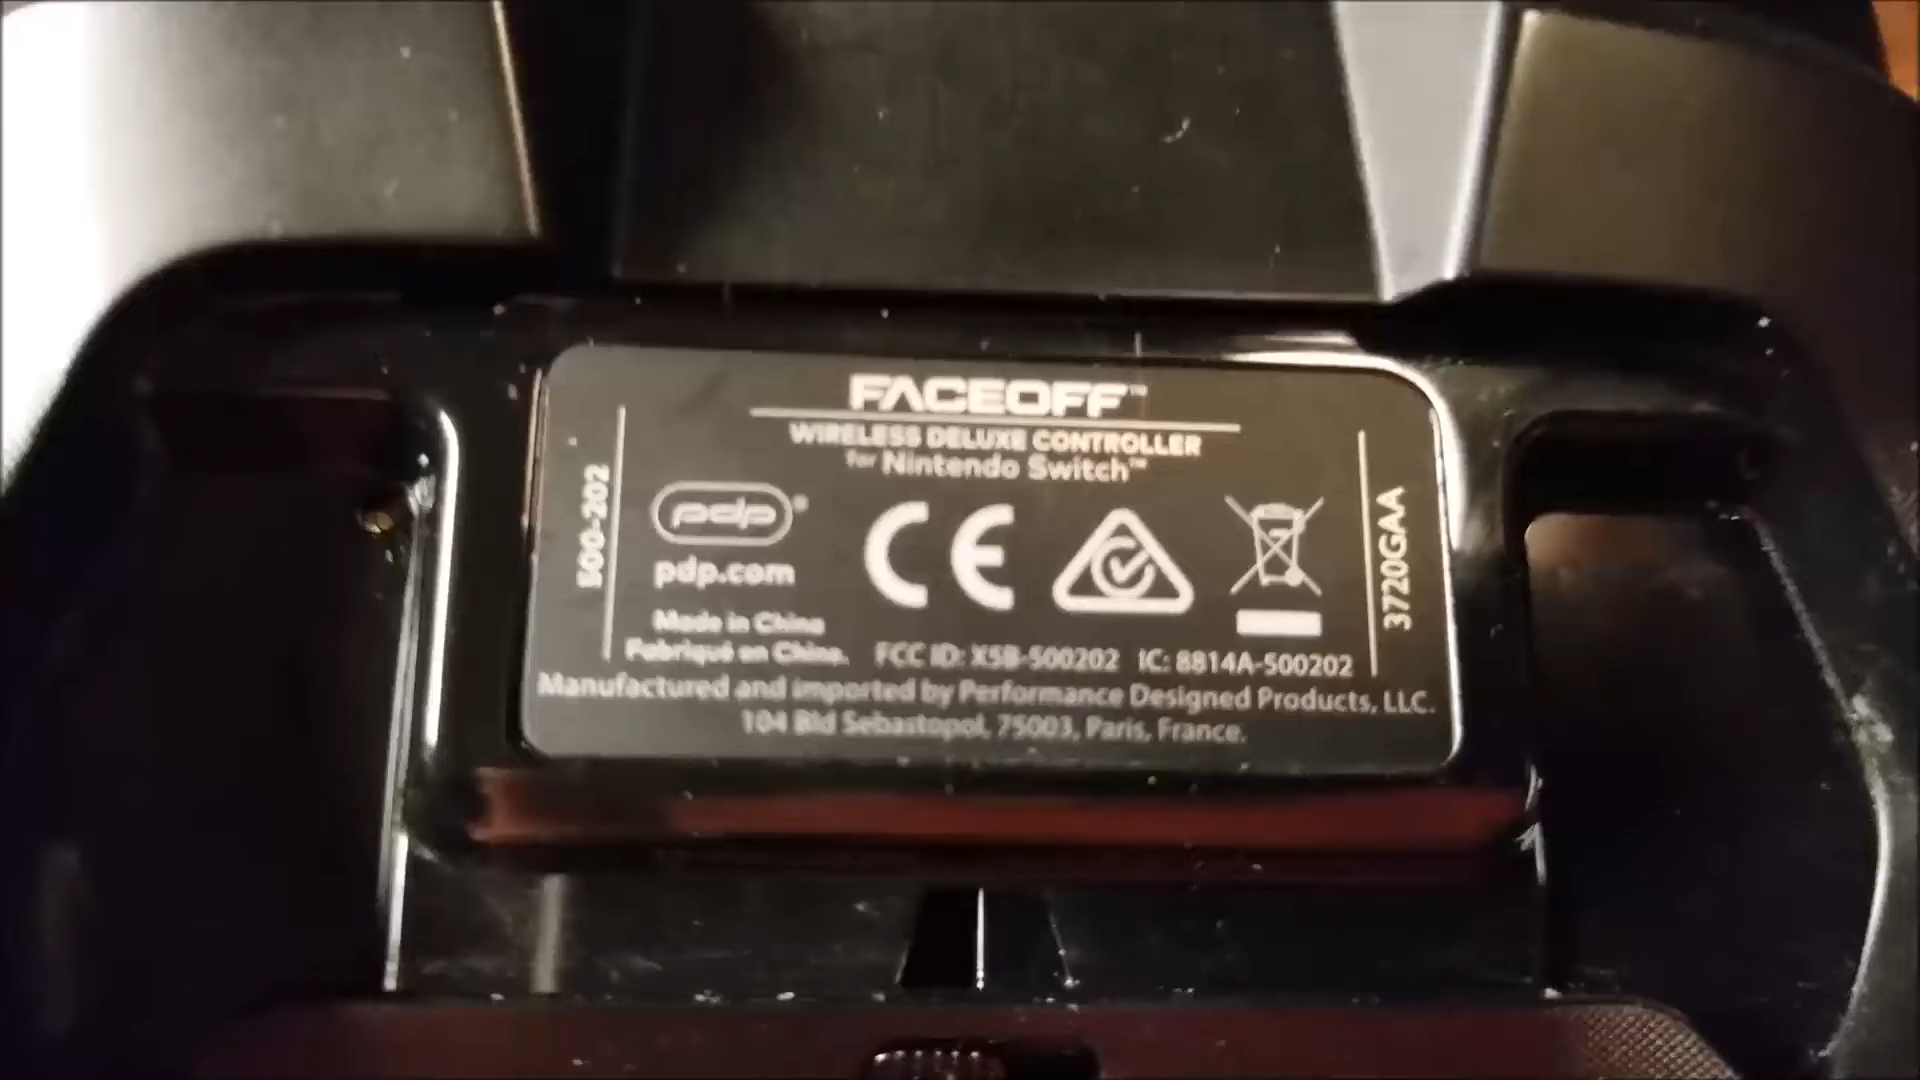 FACEOFF™
WIRELESS DELUXE CONTROLLER
for Nintendo Switch™
500-202
pdp®
pdp.com
CE
3720GAA
Made in China
Fabriqué en Chine.
FCC ID: X5B-500202 IC: 8814A-500202
Manufactured and imported by Performance Designed Products, LLC.
104 Bld Sebastopol, 75003, Paris, France.